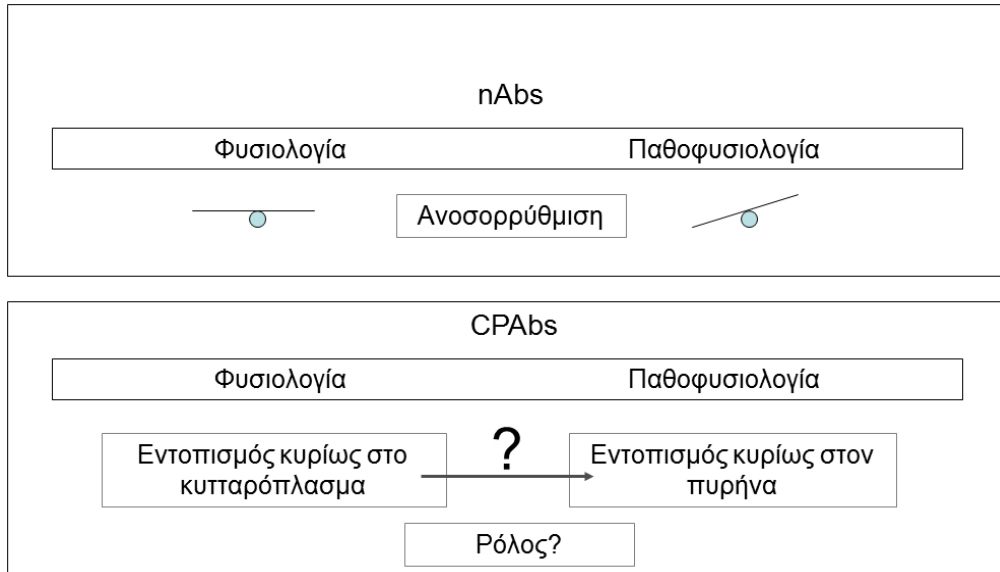 nAbs
Φυσιολογία Παθοφυσιολογία
Ανοσορρύθμιση
CPAbs
Φυσιολογία Παθοφυσιολογία
?
Εντοπισμός κυρίως στο
κυτταρόπλασμα
Εντοπισμός κυρίως στον
πυρήνα
Ρόλος?